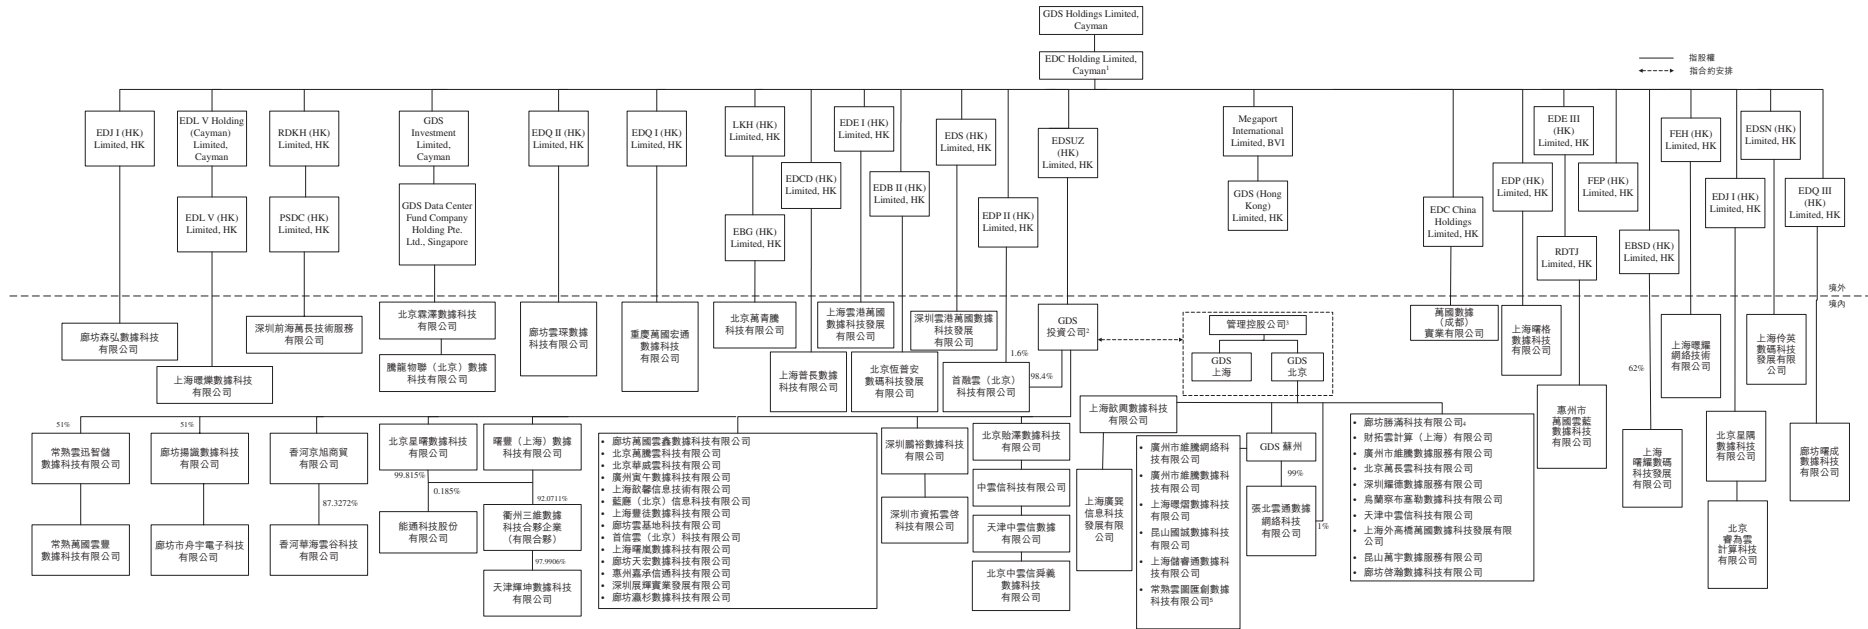 GDS Holdings Limited,
Cayman
EDC Holding Limited,
Cayman¹
指股權
指合約安排
EDJ I (HK)
Limited, HK
EDL V Holding
(Cayman)
Limited,
Cayman
RDKH (HK)
Limited, HK
GDS
Investment
Limited,
Cayman
EDQ II (HK)
Limited, HK
EDQ I (HK)
Limited, HK
LKH (HK)
Limited, HK
EDE I (HK)
Limited, HK
EDS (HK)
Limited, HK
EDSUZ
(HK)
Limited, HK
Megaport
International
Limited, BVI
EDE III
(HK)
Limited, HK
FEH (HK)
Limited, HK
EDSN (HK)
Limited, HK
EDCD (HK)
Limited, HK
EDB II (HK)
Limited, HK
EDP (HK)
Limited, HK
FEP (HK)
Limited, HK
EDL V (HK)
Limited, HK
PSDC (HK)
Limited, HK
GDS Data Center
Fund Company
Holding Pte.
Ltd., Singapore
EBG (HK)
Limited, HK
EDP II (HK)
Limited, HK
GDS (Hong
Kong)
Limited, HK
EDC China
Holdings
Limited, HK
RDTJ
Limited, HK
EBSD (HK)
Limited, HK
EDJ I (HK)
Limited, HK
EDQ III
(HK)
Limited, HK
境外
境內
廊坊森弘數據科技
有限公司
上海曒爍數據科技
有限公司
深圳前海萬長技術服務
有限公司
北京霖澤數據科技
有限公司
騰龍物聯（北京）數據
科技有限公司
廊坊雲琛數據
科技有限公司
重慶萬國宏通
數據科技
有限公司
北京萬青騰
科技有限公司
上海普長數據
科技有限公司
上海雲港萬國
數據科技發展
有限公司
北京恆普安
數碼科技發展
有限公司
深圳雲港萬國數據
科技發展
有限公司
1.6%
首融雲（北京）
科技有限公司
98.4%
GDS
投資公司²
管理控股公司³
GDS
上海
GDS
北京
萬國數據
（成都）
實業有限公司
上海曙格
數據科技
有限公司
62%
上海曒耀
網絡技術
有限公司
上海伶英
數碼科技
發展有限
公司
51%
常熟雲迅智儲
數據科技有限公司
常熟萬國雲豐
數據科技有限公司
51%
廊坊揚識數據科技
有限公司
廊坊市舟宇電子科技
有限公司
香河京旭商貿
有限公司
87.3272%
香河華海雲谷科技
有限公司
北京星曙數據科技
有限公司
99.815%
0.185%
能通科技股份
有限公司
曙豐（上海）數據
科技有限公司
92.0711%
衢州三維數據
科技合夥企業
（有限合夥）
97.9906%
天津輝坤數據科技
有限公司
• 廊坊萬國雲鑫數據科技有限公司
• 北京萬騰雲科技有限公司
• 北京華威雲科技有限公司
• 廣州寅午數據科技有限公司
• 上海歆馨信息技術有限公司
• 藍廳（北京）信息科技有限公司
• 上海豐徒數據科技有限公司
• 廊坊雲基地科技有限公司
• 首信雲（北京）科技有限公司
• 上海曙嵐數據科技有限公司
• 廊坊天宏數據科技有限公司
• 惠州嘉承信通科技有限公司
• 深圳展輝實業發展有限公司
• 廊坊瀛杉數據科技有限公司
深圳鵬裕數據科技
有限公司
深圳市資拓雲啓
科技有限公司
北京貽澤數據科技
有限公司
中雲信科技有限公司
天津中雲信數據
有限公司
北京中雲信舜義
數據科技
有限公司
上海歆興數據科技
有限公司
上海廣巽
信息科技
發展有限
公司
• 廣州市維騰網絡科
技有限公司
• 廣州市維騰數據科
技有限公司
• 上海曒熠數據科技
有限公司
• 昆山國誠數據科技
有限公司
• 上海儲睿通數據科
技有限公司
• 常熟雲圖匯創數據
科技有限公司⁵
GDS 蘇州
99%
張北雲通數據
網絡科技
有限公司
1%
• 廊坊勝滿科技有限公司₄
• 財拓雲計算（上海）有限公司
• 廣州市維騰數據服務有限公司
• 北京萬長雲科技有限公司
• 深圳耀德數據服務有限公司
• 烏蘭察布塞勒數據科技有限公司
• 天津中雲信科技有限公司
• 上海外高橋萬國數據科技發展有限
公司
• 昆山萬宇數據服務有限公司
• 廊坊啓瀚數據科技有限公司
惠州市
萬國雲藍
數據科技
有限公司
上海
曙耀數碼
科技發展
有限公司
北京星隅
數據科技
有限公司
北京
睿為雲
計算科技
有限公司
廊坊曙成
數據科技
有限公司